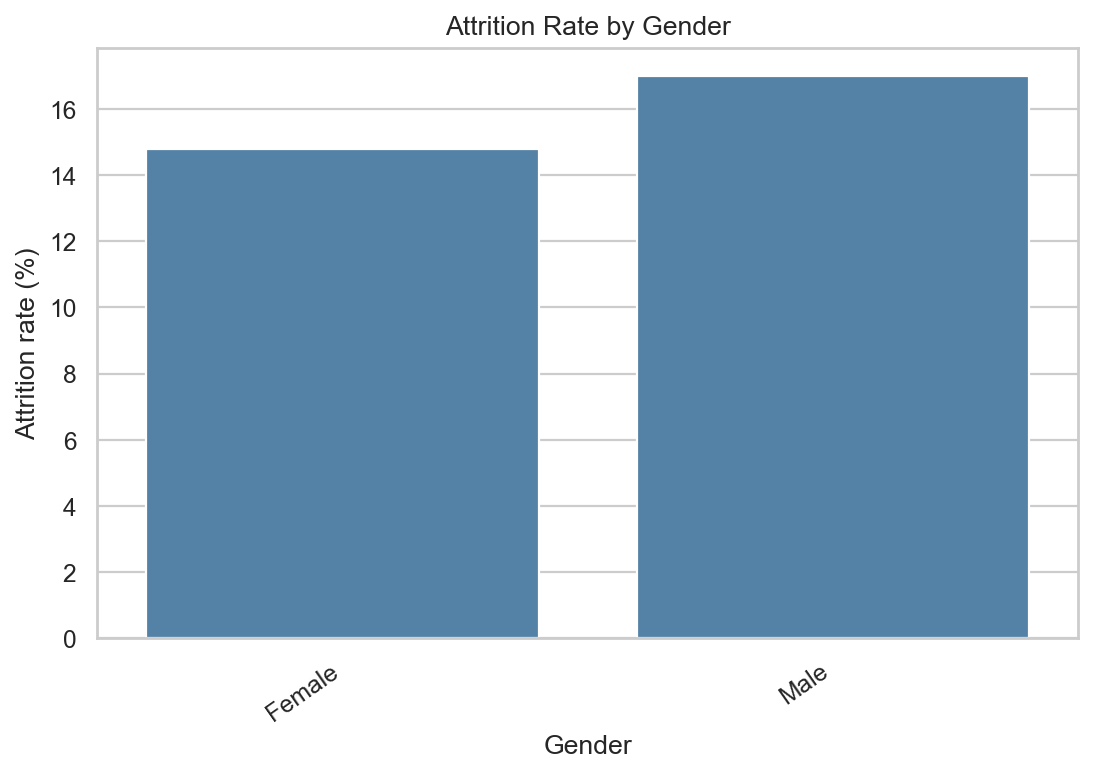 Attrition Rate by Gender
Attrition rate (%)
16
14
12
10
8
6
4
2
0
Female
Male
Gender